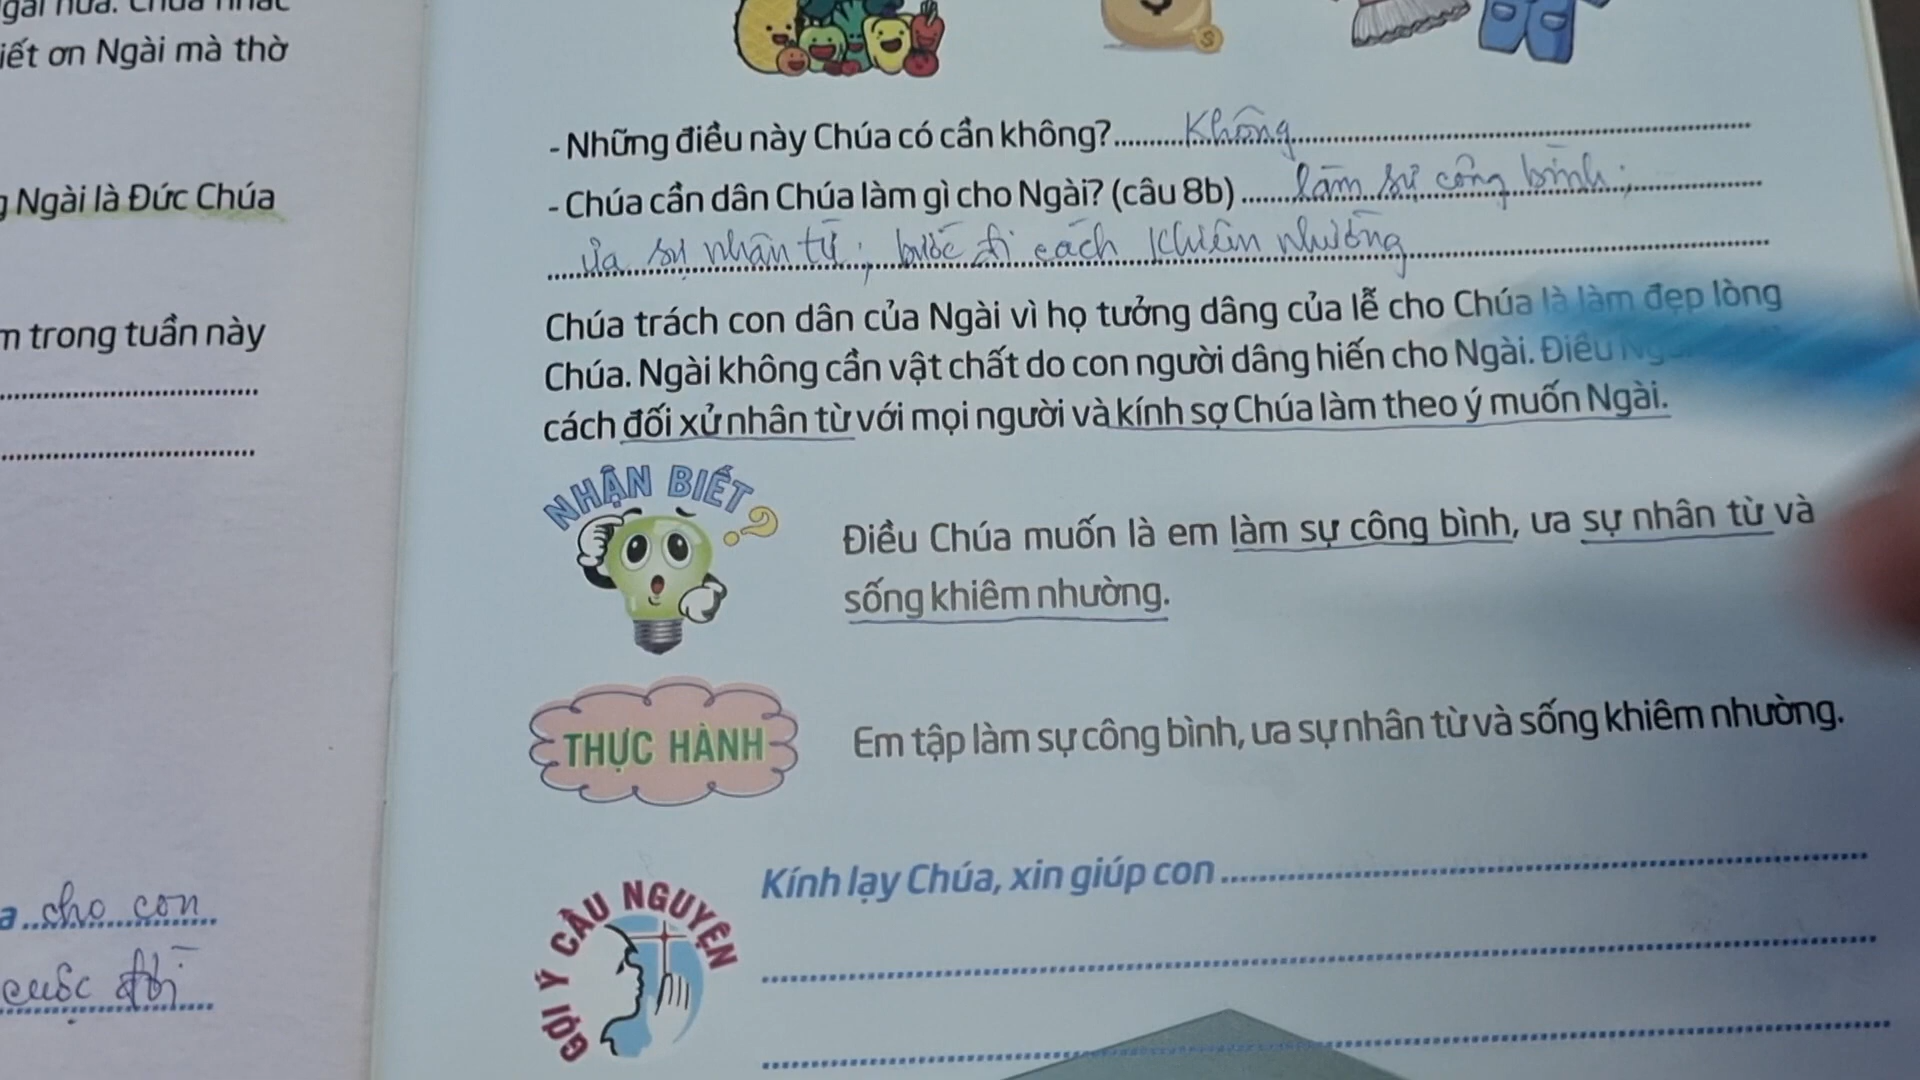 iết ơn Ngài mà thờ
Ngài là Đức Chúa
trong tuần này
cho con
cuộc đời
- Những điều này Chúa có cần không? Không
- Chúa cần dân Chúa làm gì cho Ngài? (câu 8b) làm sự công bình;
ưa sự nhân từ; bước đi cách khiêm nhường
Chúa trách con dân của Ngài vì họ tưởng dâng của lễ cho Chúa là làm đẹp lòng
Chúa. Ngài không cần vật chất do con người dâng hiến cho Ngài. Điều
cách đối xử nhân từ với mọi người và kính sợ Chúa làm theo ý muốn Ngài.
NHẬN BIẾT ?
Điều Chúa muốn là em làm sự công bình, ưa sự nhân từ và
sống khiêm nhường.
THỰC HÀNH
Em tập làm sự công bình, ưa sự nhân từ và sống khiêm nhường.
GỢI Ý CẦU NGUYỆN
Kính lạy Chúa, xin giúp con